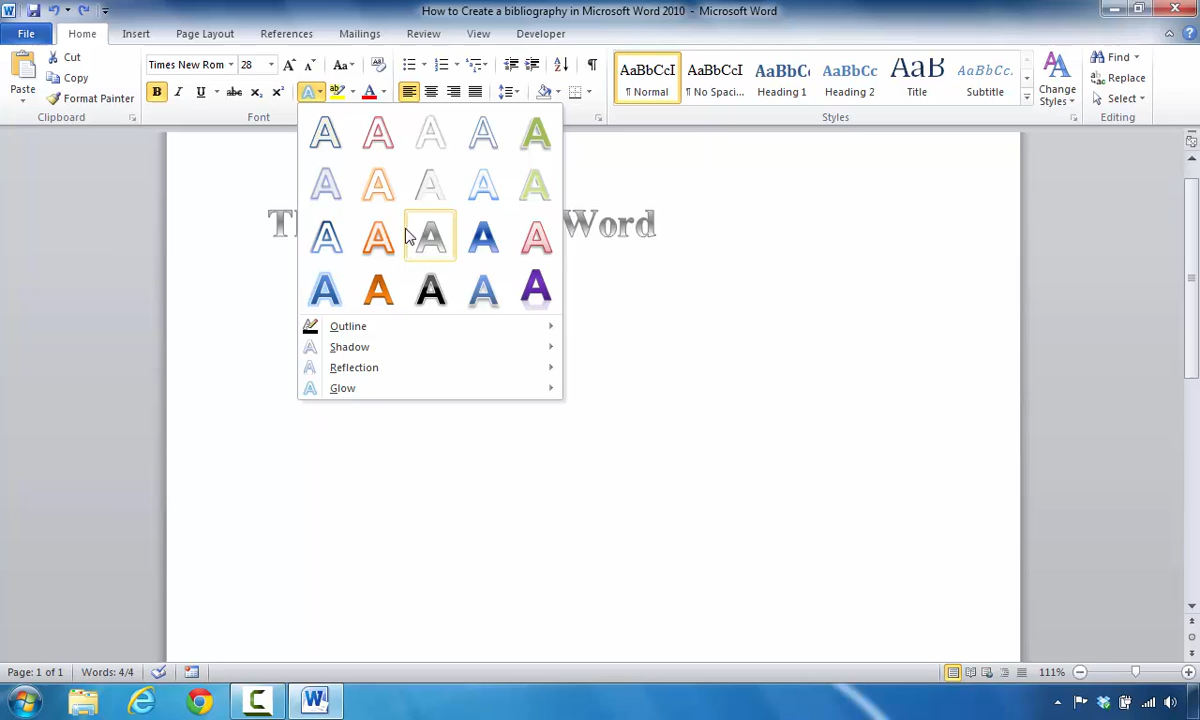 How to Create a bibliography in Microsoft Word 2010 - Microsoft Word
File Home Insert Page Layout References Mailings Review View Developer
Paste
Cut
Copy
Format Painter
Clipboard
Times New Rom 28
Font
AaBbCcI AaBbCcI AaBbCc AaBbCc AaB AaBbCc.
¶ Normal ¶ No Spaci... Heading 1 Heading 2 Title Subtitle
Change
Styles
Styles
Find
Replace
Select
Editing
Word
Outline
Shadow
Reflection
Glow
Page: 1 of 1 Words: 4/4 111%